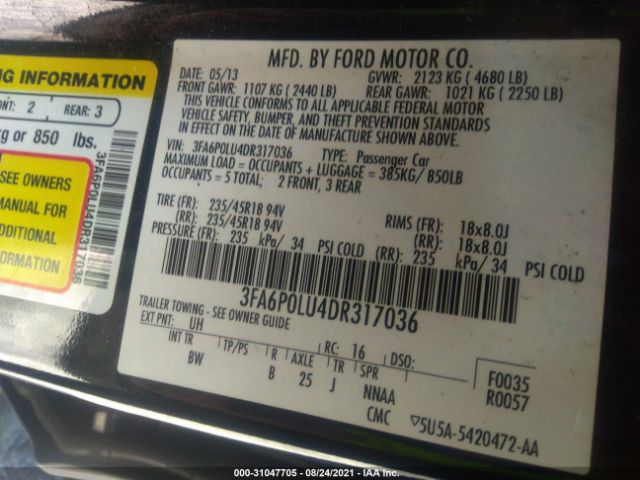 MFD. BY FORD MOTOR CO.
DATE: 05/13 GVWR: 2123 KG ( 4680 LB)
FRONT GAWR: 1107 KG ( 2440 LB) REAR GAWR: 1021 KG ( 2250 LB)
THIS VEHICLE CONFORMS TO ALL APPLICABLE FEDERAL MOTOR
VEHICLE SAFETY, BUMPER, AND THEFT PREVENTION STANDARDS
IN EFFECT ON THE DATE OF MANUFACTURE SHOWN ABOVE.
VIN: 3FA6P0LU4DR317036 TYPE: Passenger Car
MAXIMUM LOAD = OCCUPANTS + LUGGAGE = 385KG/ 850LB
OCCUPANTS = 5 TOTAL: 2 FRONT, 3 REAR
TIRE (FR): 235/45R18 94V RIMS (FR): 18x8.0J
(RR): 235/45R18 94V (RR): 18x8.0J
PRESSURE (FR): 235 kPa/ 34 PSI COLD (RR): 235 kPa/ 34 PSI COLD
3FA6P0LU4DR317036
TRAILER TOWING - SEE OWNER GUIDE
EXT PNT: UH RC: 16 DSO:
INT TR TP/PS R AXLE TR SPR
BW B 25 J NNAA
CMC
F0035
R0057
▽5U5A-5420472-AA
NG INFORMATION
ONT: 2 REAR: 3
kg or 850 lbs.
SEE OWNERS
MANUAL FOR
ADDITIONAL
INFORMATION
3FA6P0LU4DR317036
000-31047705 - 08/24/2021 - IAA Inc.